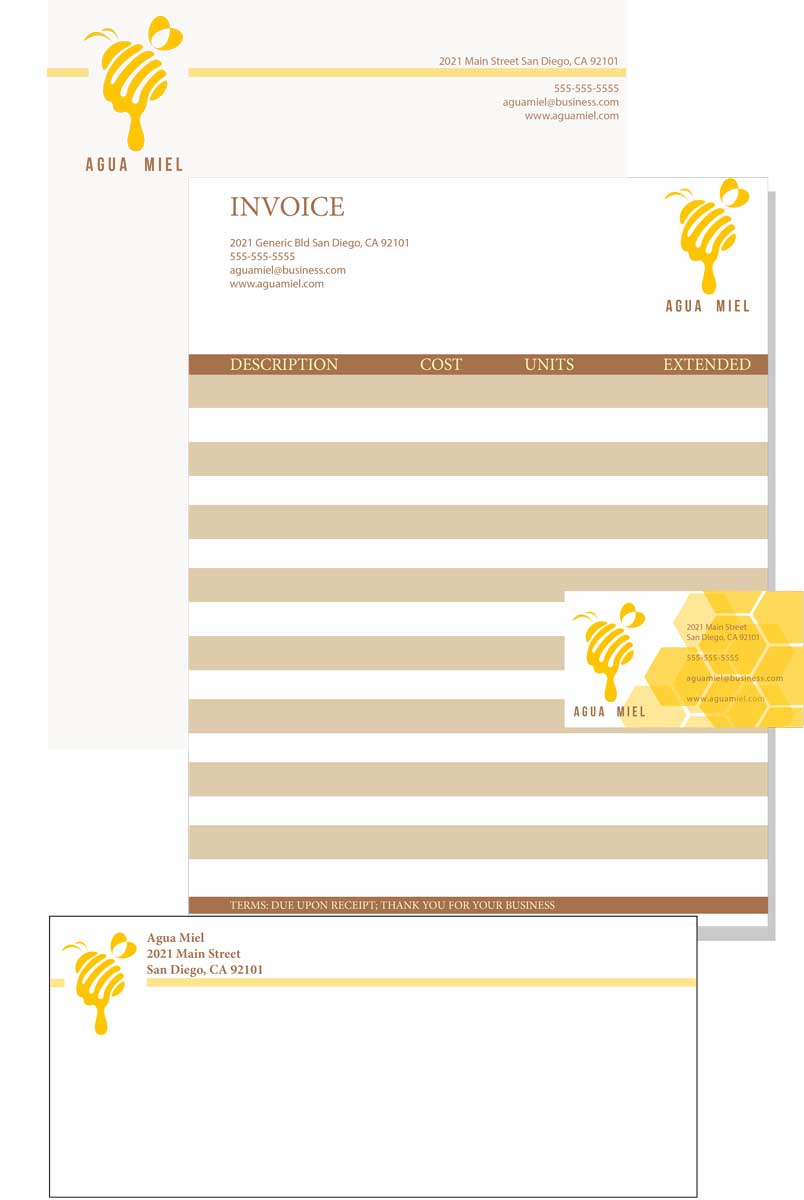 2021 Main Street San Diego, CA 92101
555-555-5555
aguamiel@business.com
www.aguamiel.com
AGUA MIEL
INVOICE
2021 Generic Bld San Diego, CA 92101
555-555-5555
aguamiel@business.com
www.aguamiel.com
AGUA MIEL
DESCRIPTION COST UNITS EXTENDED
2021 Main Street
San Diego, CA 92101
555-555-5555
aguamiel@business.com
www.aguamiel.com
AGUA MIEL
TERMS: DUE UPON RECEIPT; THANK YOU FOR YOUR BUSINESS
Agua Miel
2021 Main Street
San Diego, CA 92101